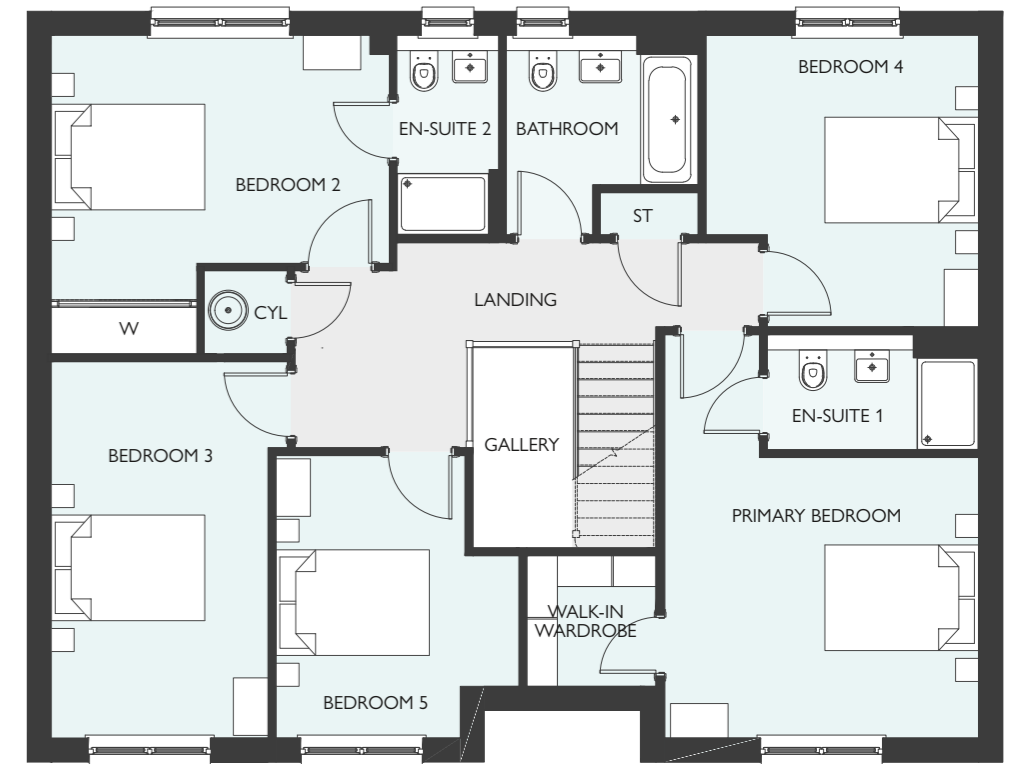 BEDROOM 4
EN-SUITE 2
BATHROOM
BEDROOM 2
ST
LANDING
CYL
W
EN-SUITE 1
GALLERY
BEDROOM 3
PRIMARY BEDROOM
WALK-IN
WARDROBE
BEDROOM 5